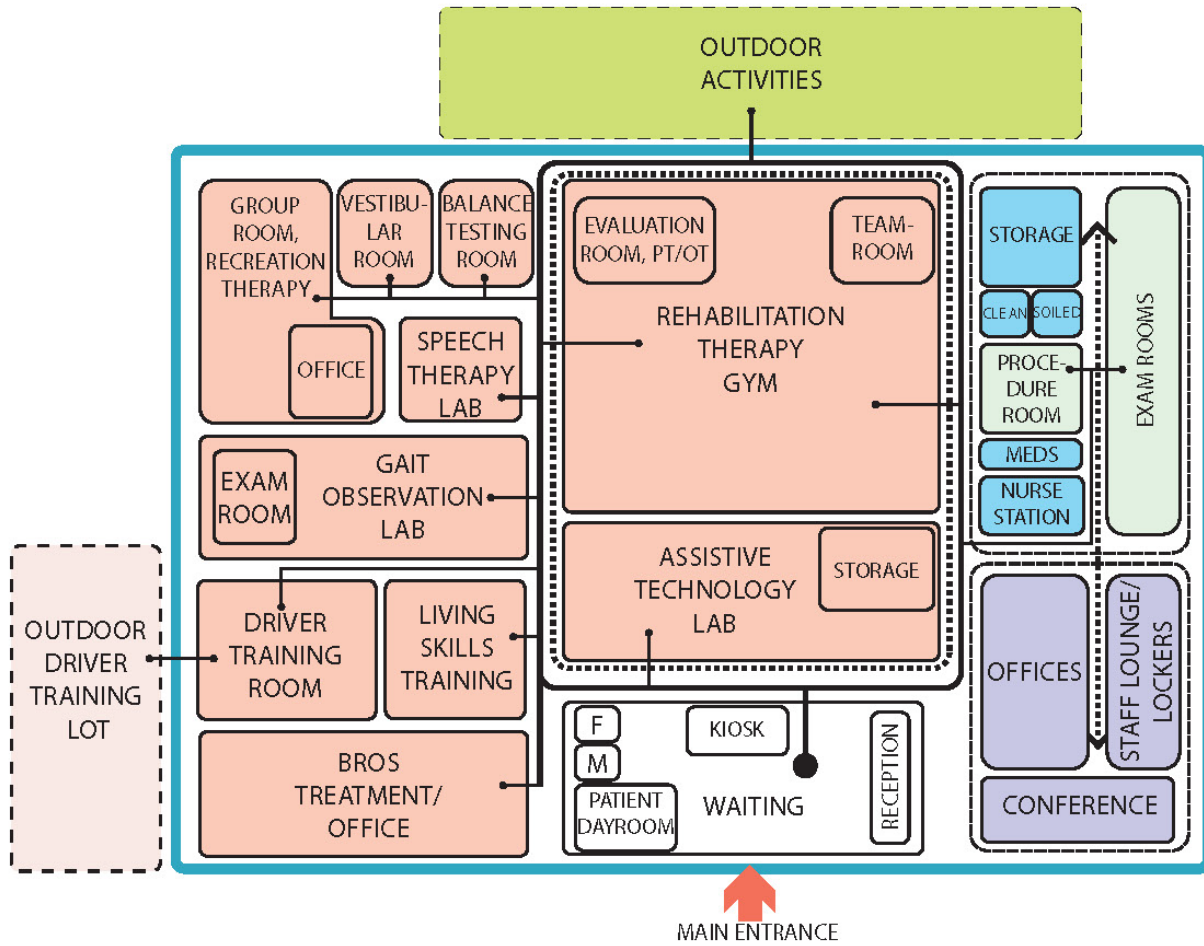 OUTDOOR
ACTIVITIES
GROUP
ROOM,
RECREATION
THERAPY
OFFICE
VESTIBU-
LAR
ROOM
BALANCE
TESTING
ROOM
SPEECH
THERAPY
LAB
EXAM
ROOM
GAIT
OBSERVATION
LAB
OUTDOOR
DRIVER
TRAINING
LOT
DRIVER
TRAINING
ROOM
LIVING
SKILLS
TRAINING
BROS
TREATMENT/
OFFICE
EVALUATION
ROOM, PT/OT
TEAM-
ROOM
REHABILITATION
THERAPY
GYM
ASSISTIVE
TECHNOLOGY
LAB
STORAGE
F
M
PATIENT
DAYROOM
KIOSK
WAITING
RECEPTION
STORAGE
CLEAN
SOILED
PROCE-
DURE
ROOM
MEDS
NURSE
STATION
EXAM ROOMS
OFFICES
STAFF LOUNGE/
LOCKERS
CONFERENCE
MAIN ENTRANCE